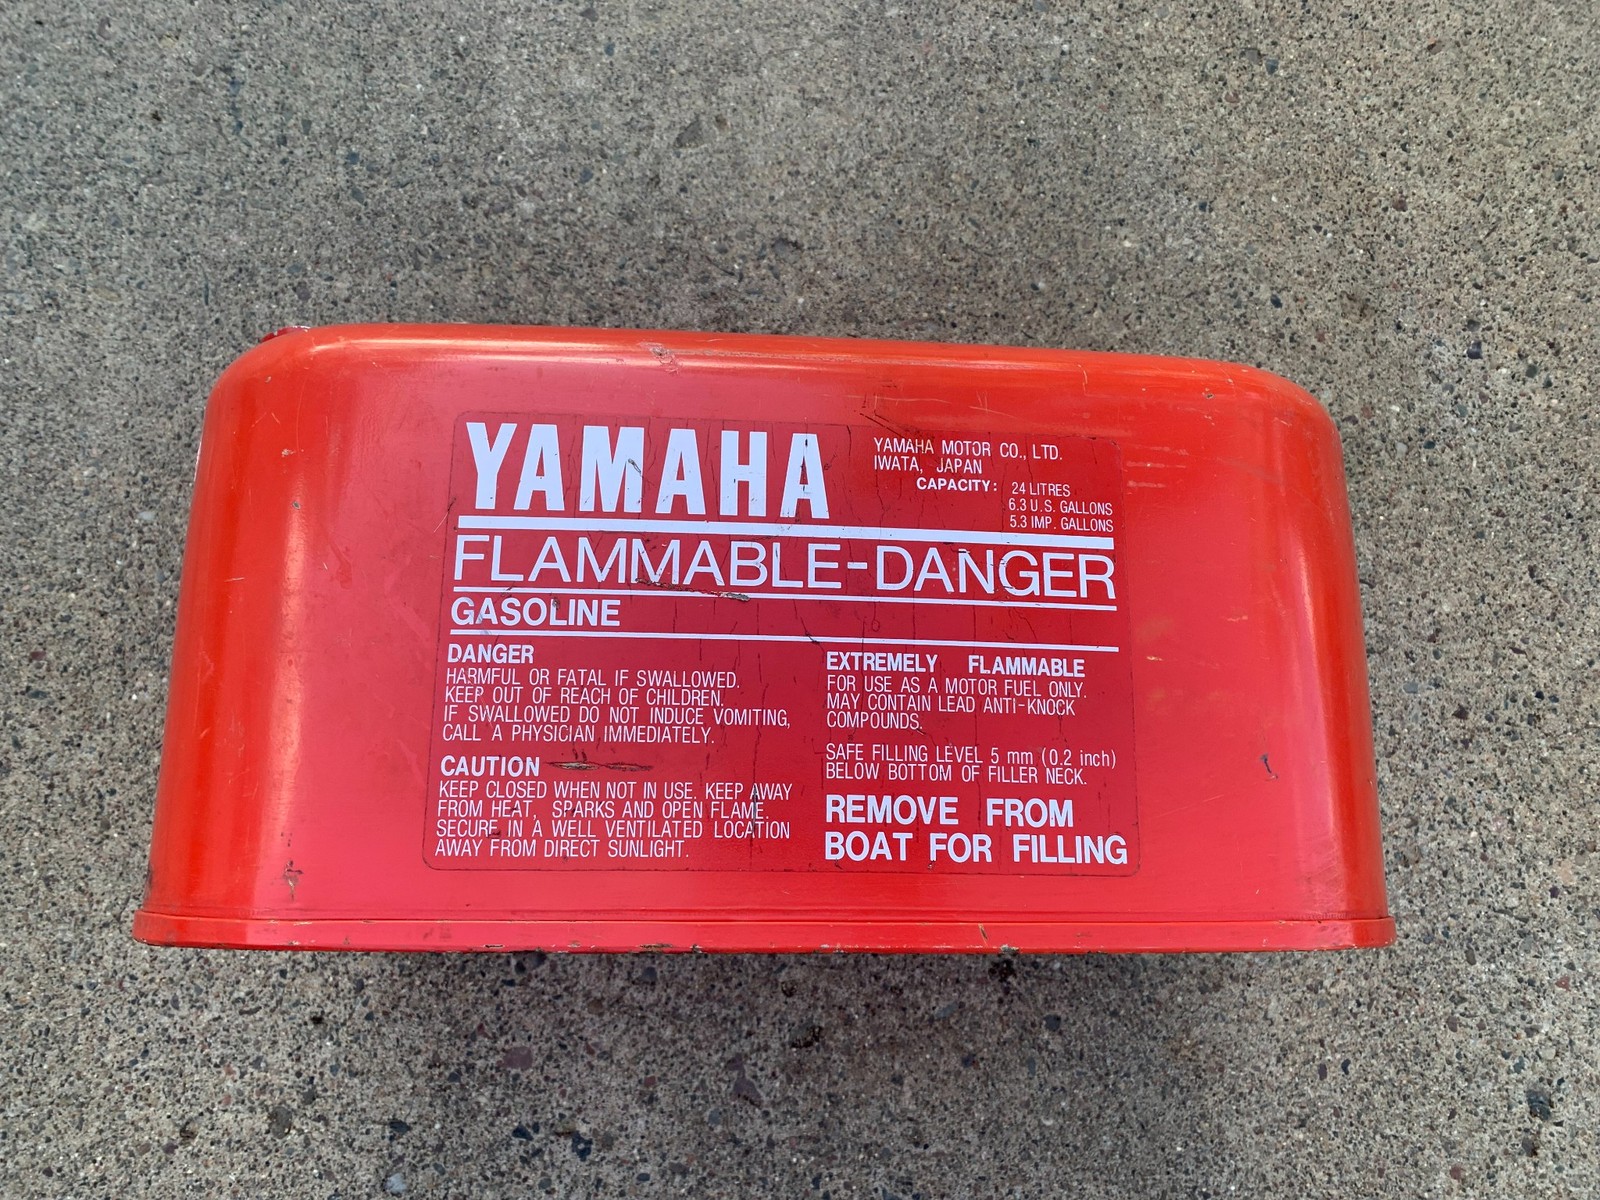 YAMAHA
YAMAHA MOTOR CO., LTD.
IWATA, JAPAN
CAPACITY: 24 LITRES
6.3 U.S. GALLONS
5.3 IMP. GALLONS
FLAMMABLE-DANGER
GASOLINE
DANGER
HARMFUL OR FATAL IF SWALLOWED.
KEEP OUT OF REACH OF CHILDREN.
IF SWALLOWED DO NOT INDUCE VOMITING,
CALL A PHYSICIAN IMMEDIATELY.
CAUTION
KEEP CLOSED WHEN NOT IN USE. KEEP AWAY
FROM HEAT, SPARKS AND OPEN FLAME.
SECURE IN A WELL VENTILATED LOCATION
AWAY FROM DIRECT SUNLIGHT.
EXTREMELY FLAMMABLE
FOR USE AS A MOTOR FUEL ONLY.
MAY CONTAIN LEAD ANTI-KNOCK
COMPOUNDS.
SAFE FILLING LEVEL 5 mm (0.2 inch)
BELOW BOTTOM OF FILLER NECK.
REMOVE FROM
BOAT FOR FILLING